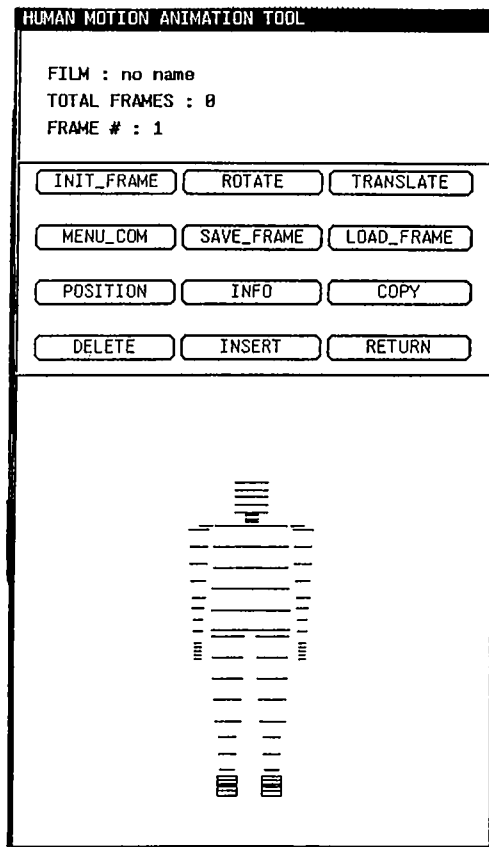 HUMAN MOTION ANIMATION TOOL
FILM : no name
TOTAL FRAMES : 0
FRAME # : 1
INIT_FRAME ROTATE TRANSLATE
MENU_COM SAVE_FRAME LOAD_FRAME
POSITION INFO COPY
DELETE INSERT RETURN